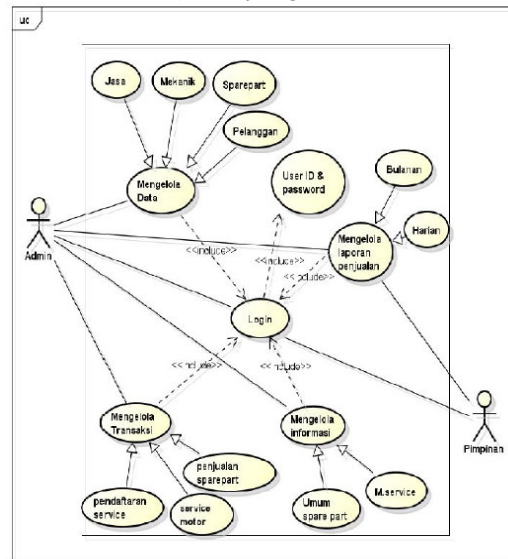 uc
Jasa
Mekanik
Sparepart
Pelanggan
User ID &
password
Mengelola
Data
Bulanan
Harian
Mengelola
laporan
penjualan
Admin
<<include>>
<<include>>
<<include>>
Login
<<include>>
<<include>>
Mengelola
Transaksi
Mengelola
informasi
Pimpinan
penjualan
sparepart
pendaftaran
service
service
motor
Umum
spare part
M.service